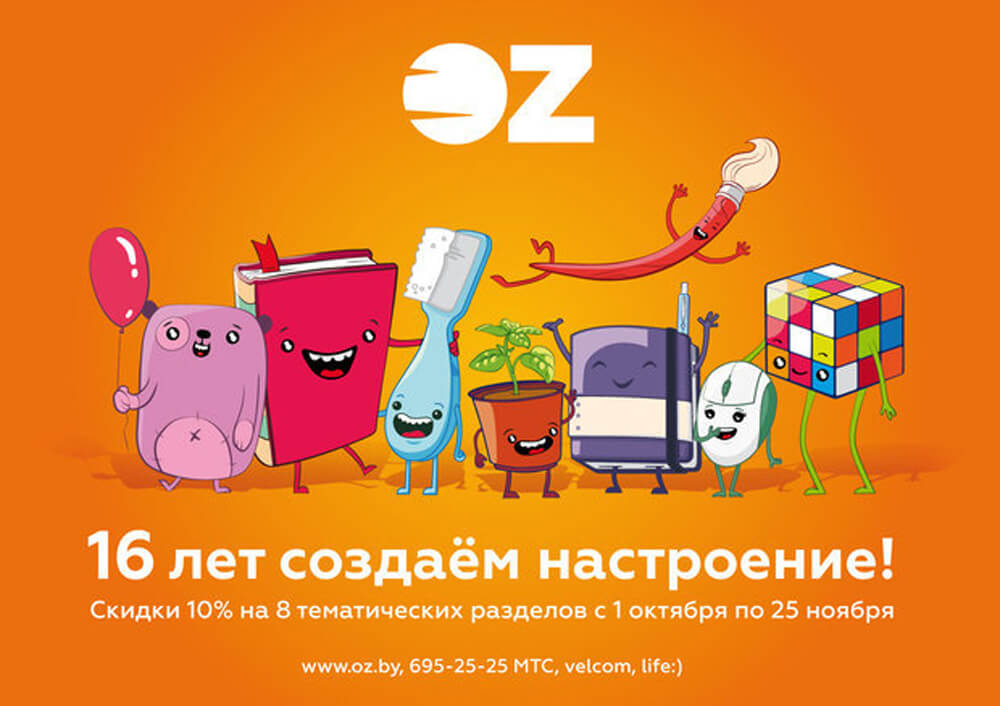 OZ
16 лет создаём настроение!
Скидки 10% на 8 тематических разделов с 1 октября по 25 ноября
www.oz.by, 695-25-25 МТС, velcom, life:)